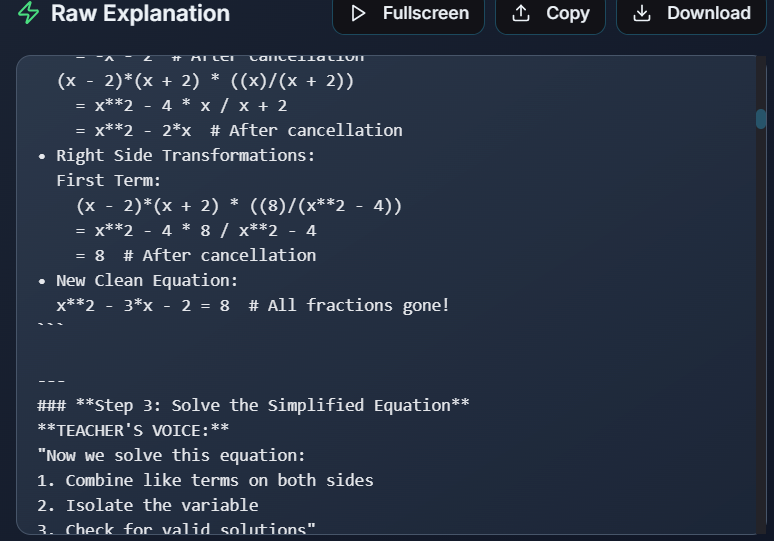 Raw Explanation
Fullscreen
Copy
Download
= -x - 2  # After cancellation
(x - 2)*(x + 2) * ((x)/(x + 2))
= x**2 - 4 * x / x + 2
= x**2 - 2*x  # After cancellation
• Right Side Transformations:
First Term:
(x - 2)*(x + 2) * ((8)/(x**2 - 4))
= x**2 - 4 * 8 / x**2 - 4
= 8  # After cancellation
• New Clean Equation:
x**2 - 3*x - 2 = 8  # All fractions gone!
```
---
### **Step 3: Solve the Simplified Equation**
**TEACHER'S VOICE:**
"Now we solve this equation:
1. Combine like terms on both sides
2. Isolate the variable
3. Check for valid solutions"